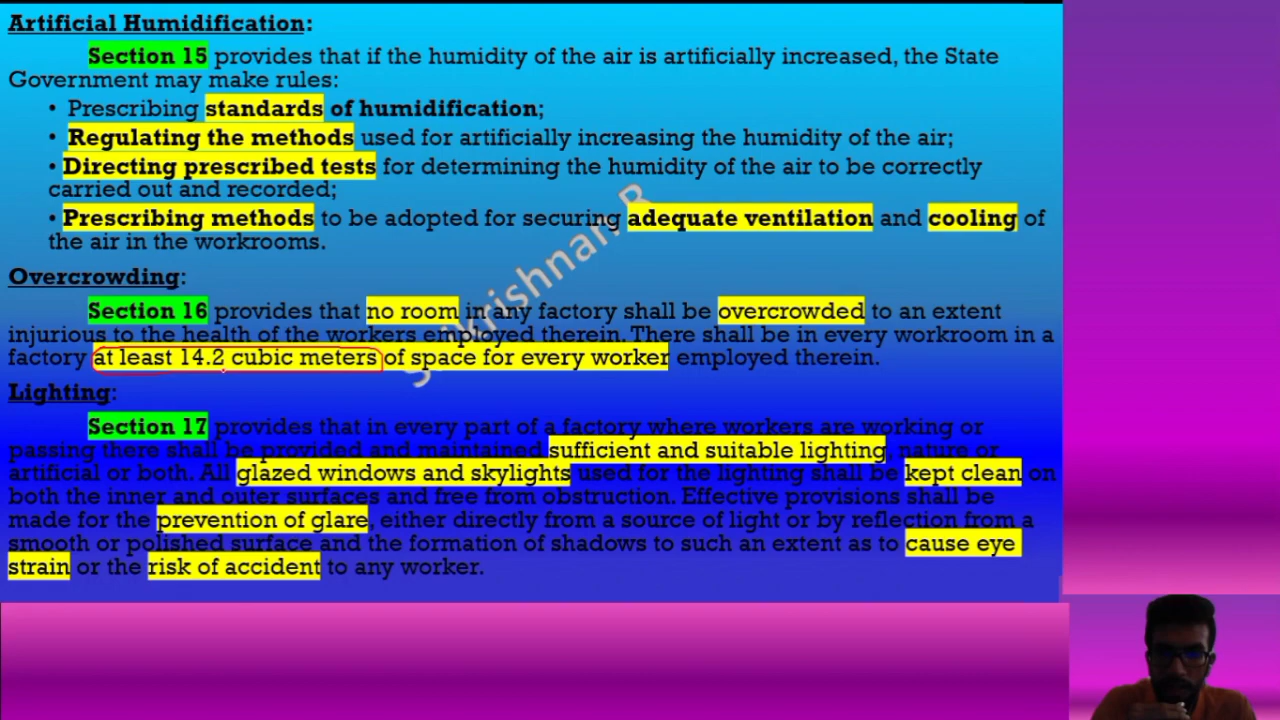 Artificial Humidification:
Section 15 provides that if the humidity of the air is artificially increased, the State
Government may make rules:
• Prescribing standards of humidification;
• Regulating the methods used for artificially increasing the humidity of the air;
• Directing prescribed tests for determining the humidity of the air to be correctly
carried out and recorded;
• Prescribing methods to be adopted for securing adequate ventilation and cooling of
the air in the workrooms.
Overcrowding:
Section 16 provides that no room in any factory shall be overcrowded to an extent
injurious to the health of the workers employed therein. There shall be in every workroom in a
factory at least 14.2 cubic meters of space for every worker employed therein.
Lighting:
Section 17 provides that in every part of a factory where workers are working or
passing there shall be provided and maintained sufficient and suitable lighting, nature or
artificial or both. All glazed windows and skylights used for the lighting shall be kept clean on
both the inner and outer surfaces and free from obstruction. Effective provisions shall be
made for the prevention of glare, either directly from a source of light or by reflection from a
smooth or polished surface and the formation of shadows to such an extent as to cause eye
strain or the risk of accident to any worker.